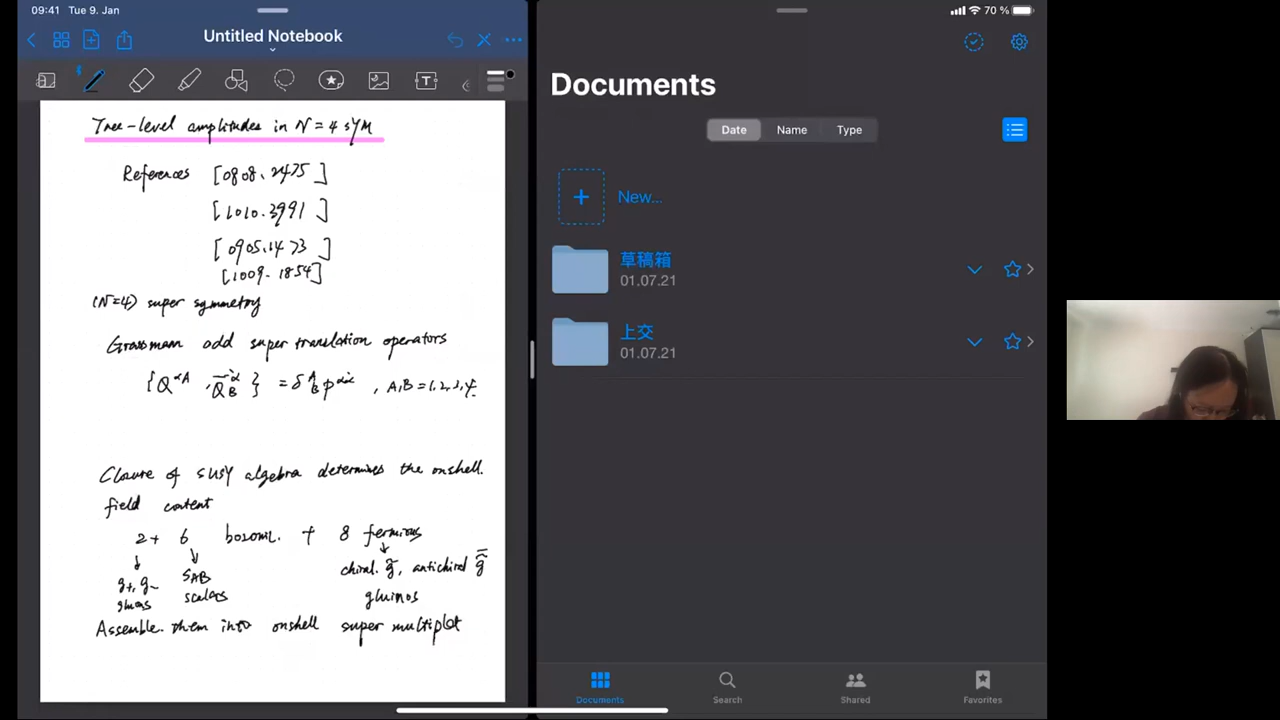 09:41 Tue 9. Jan
Untitled Notebook
Tree-level amplitudes in N=4 SYM
References [0808.2475]
[1010.3991]
[0905.1473]
[1009.1854]
(N=4) super symmetry
Grassmann odd super translation operators
{Q^{αA}, Q̄_B^{α̇}} = δ^A_B p^{αα̇}, A,B=1,2,3,4.
Closure of SUSY algebra determines the onshell.
field content
2+ 6 bosonic. + 8 fermions
g+, g- S_AB chiral. g̃, antichiral g̃̄
gluons scalars gluinos
Assemble them into onshell super multiplet
70 %
Documents
Date Name Type
New...
草稿箱
01.07.21
上交
01.07.21
Documents Search Shared Favorites